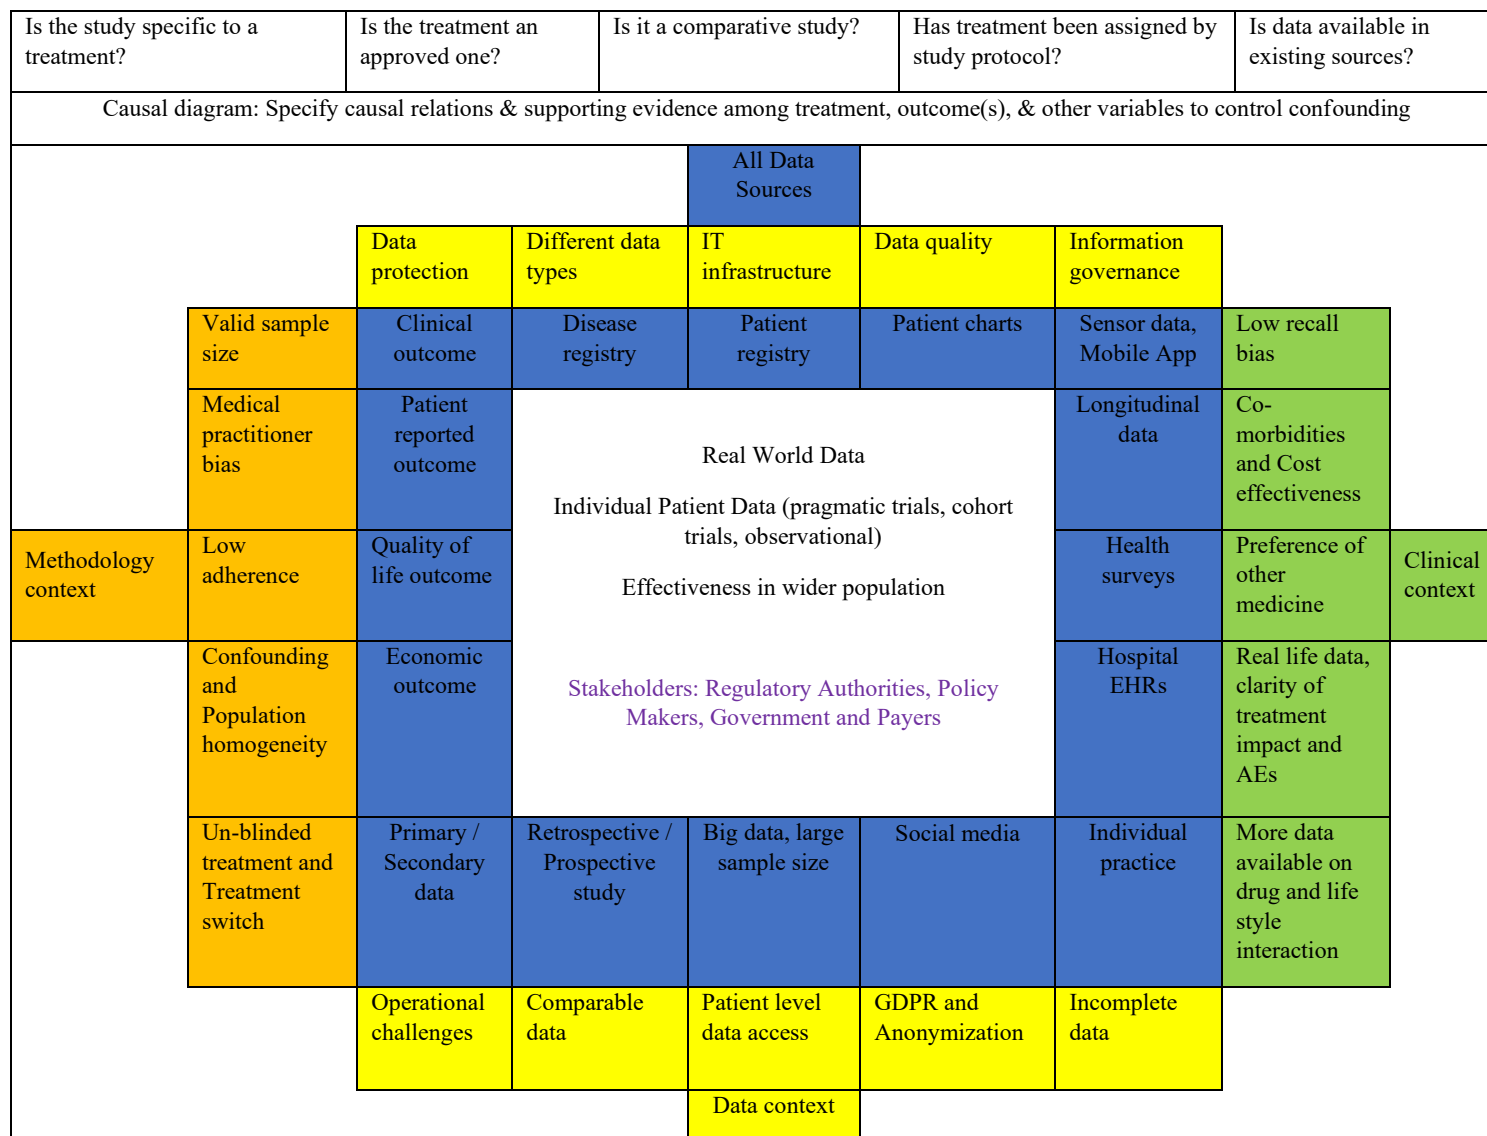 Is the study specific to a
treatment?
Is the treatment an
approved one?
Is it a comparative study?
Has treatment been assigned by
study protocol?
Is data available in
existing sources?
Causal diagram: Specify causal relations & supporting evidence among treatment, outcome(s), & other variables to control confounding
All Data
Sources
Data
protection
Different data
types
IT
infrastructure
Data quality
Information
governance
Valid sample
size
Clinical
outcome
Disease
registry
Patient
registry
Patient charts
Sensor data,
Mobile App
Low recall
bias
Medical
practitioner
bias
Patient
reported
outcome
Real World Data
Individual Patient Data (pragmatic trials, cohort
trials, observational)
Effectiveness in wider population
Stakeholders: Regulatory Authorities, Policy
Makers, Government and Payers
Longitudinal
data
Co-
morbidities
and Cost
effectiveness
Methodology
context
Low
adherence
Quality of
life outcome
Health
surveys
Preference of
other
medicine
Clinical
context
Confounding
and
Population
homogeneity
Economic
outcome
Hospital
EHRs
Real life data,
clarity of
treatment
impact and
AEs
Un-blinded
treatment and
Treatment
switch
Primary /
Secondary
data
Retrospective /
Prospective
study
Big data, large
sample size
Social media
Individual
practice
More data
available on
drug and life
style
interaction
Operational
challenges
Comparable
data
Patient level
data access
GDPR and
Anonymization
Incomplete
data
Data context